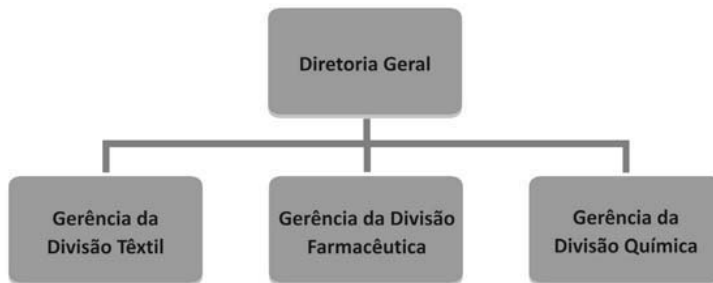 Diretoria Geral
Gerência da
Divisão Têxtil
Gerência da Divisão
Farmacêutica
Gerência da
Divisão Química